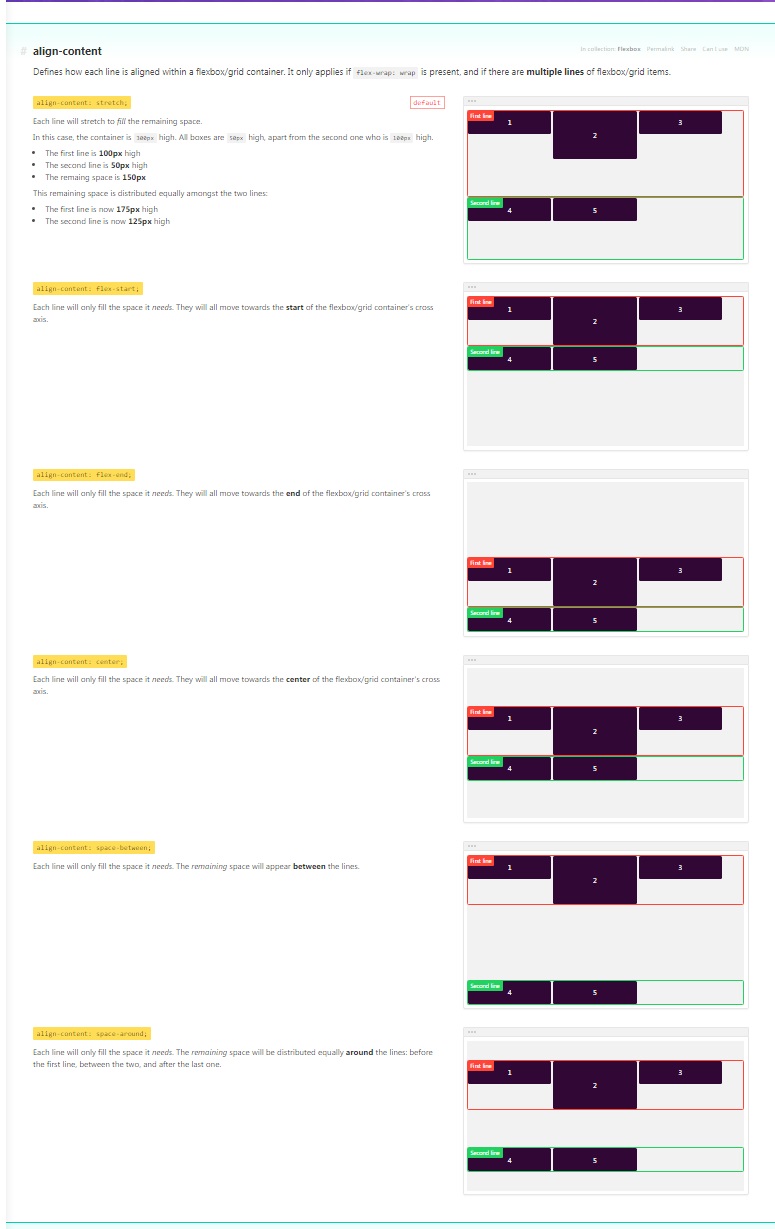 # align-content
In collection: Flexbox Permalink Share Can I use MDN
Defines how each line is aligned within a flexbox/grid container. It only applies if flex-wrap: wrap is present, and if there are multiple lines of flexbox/grid items.
align-content: stretch;
default
Each line will stretch to fill the remaining space.
In this case, the container is 300px high. All boxes are 50px high, apart from the second one who is 100px high.
The first line is 100px high
The second line is 50px high
The remaing space is 150px
This remaining space is distributed equally amongst the two lines:
The first line is now 175px high
The second line is now 125px high
First line
1
2
3
Second line
4
5
align-content: flex-start;
Each line will only fill the space it needs. They will all move towards the start of the flexbox/grid container's cross
axis.
First line
1
2
3
Second line
4
5
align-content: flex-end;
Each line will only fill the space it needs. They will all move towards the end of the flexbox/grid container's cross
axis.
First line
1
2
3
Second line
4
5
align-content: center;
Each line will only fill the space it needs. They will all move towards the center of the flexbox/grid container's cross
axis.
First line
1
2
3
Second line
4
5
align-content: space-between;
Each line will only fill the space it needs. The remaining space will appear between the lines.
First line
1
2
3
Second line
4
5
align-content: space-around;
Each line will only fill the space it needs. The remaining space will be distributed equally around the lines: before
the first line, between the two, and after the last one.
First line
1
2
3
Second line
4
5